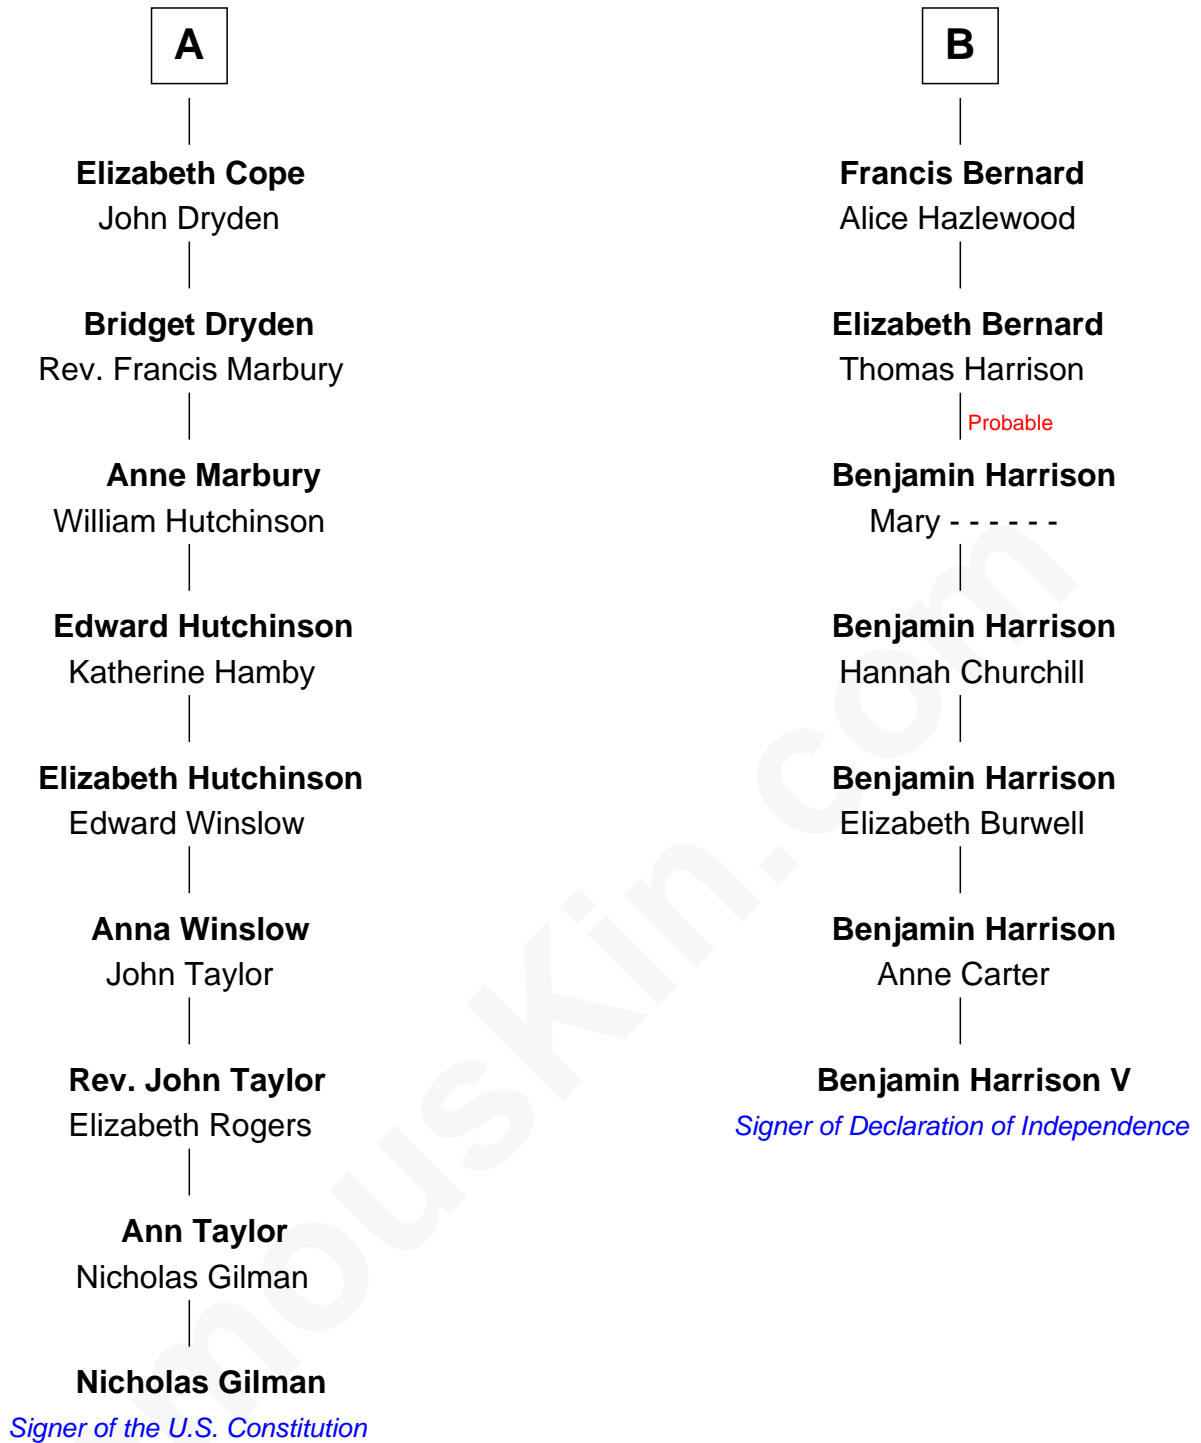 A
Elizabeth Cope
John Dryden
Bridget Dryden
Rev. Francis Marbury
Anne Marbury
William Hutchinson
Edward Hutchinson
Katherine Hamby
Elizabeth Hutchinson
Edward Winslow
Anna Winslow
John Taylor
Rev. John Taylor
Elizabeth Rogers
Ann Taylor
Nicholas Gilman
Nicholas Gilman
Signer of the U.S. Constitution
B
Francis Bernard
Alice Hazlewood
Elizabeth Bernard
Thomas Harrison
Probable
Benjamin Harrison
Mary - - - - - -
Benjamin Harrison
Hannah Churchill
Benjamin Harrison
Elizabeth Burwell
Benjamin Harrison
Anne Carter
Benjamin Harrison V
Signer of Declaration of Independence
mousKin.com